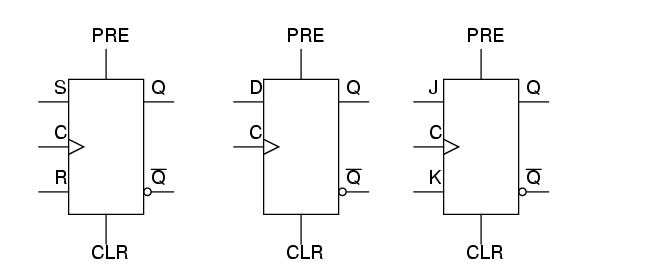 PRE PRE PRE
S Q D Q J Q
C C C
R Q̅ Q̅ K Q̅
CLR CLR CLR